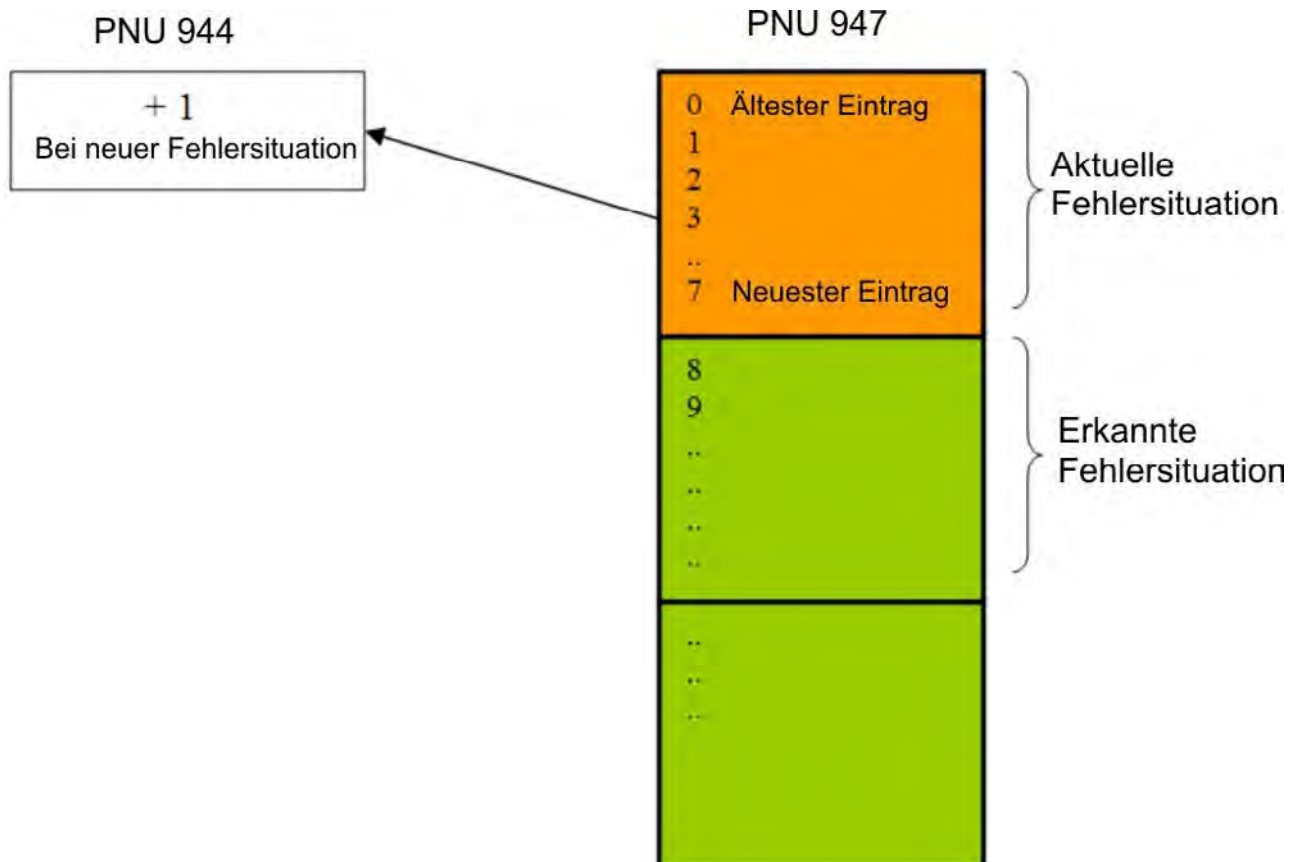 PNU 944
PNU 947
+ 1
Bei neuer Fehlersituation
0 Ältester Eintrag
1
2
3
..
7 Neuester Eintrag
Aktuelle
Fehlersituation
8
9
..
..
..
..
Erkannte
Fehlersituation
..
..
..